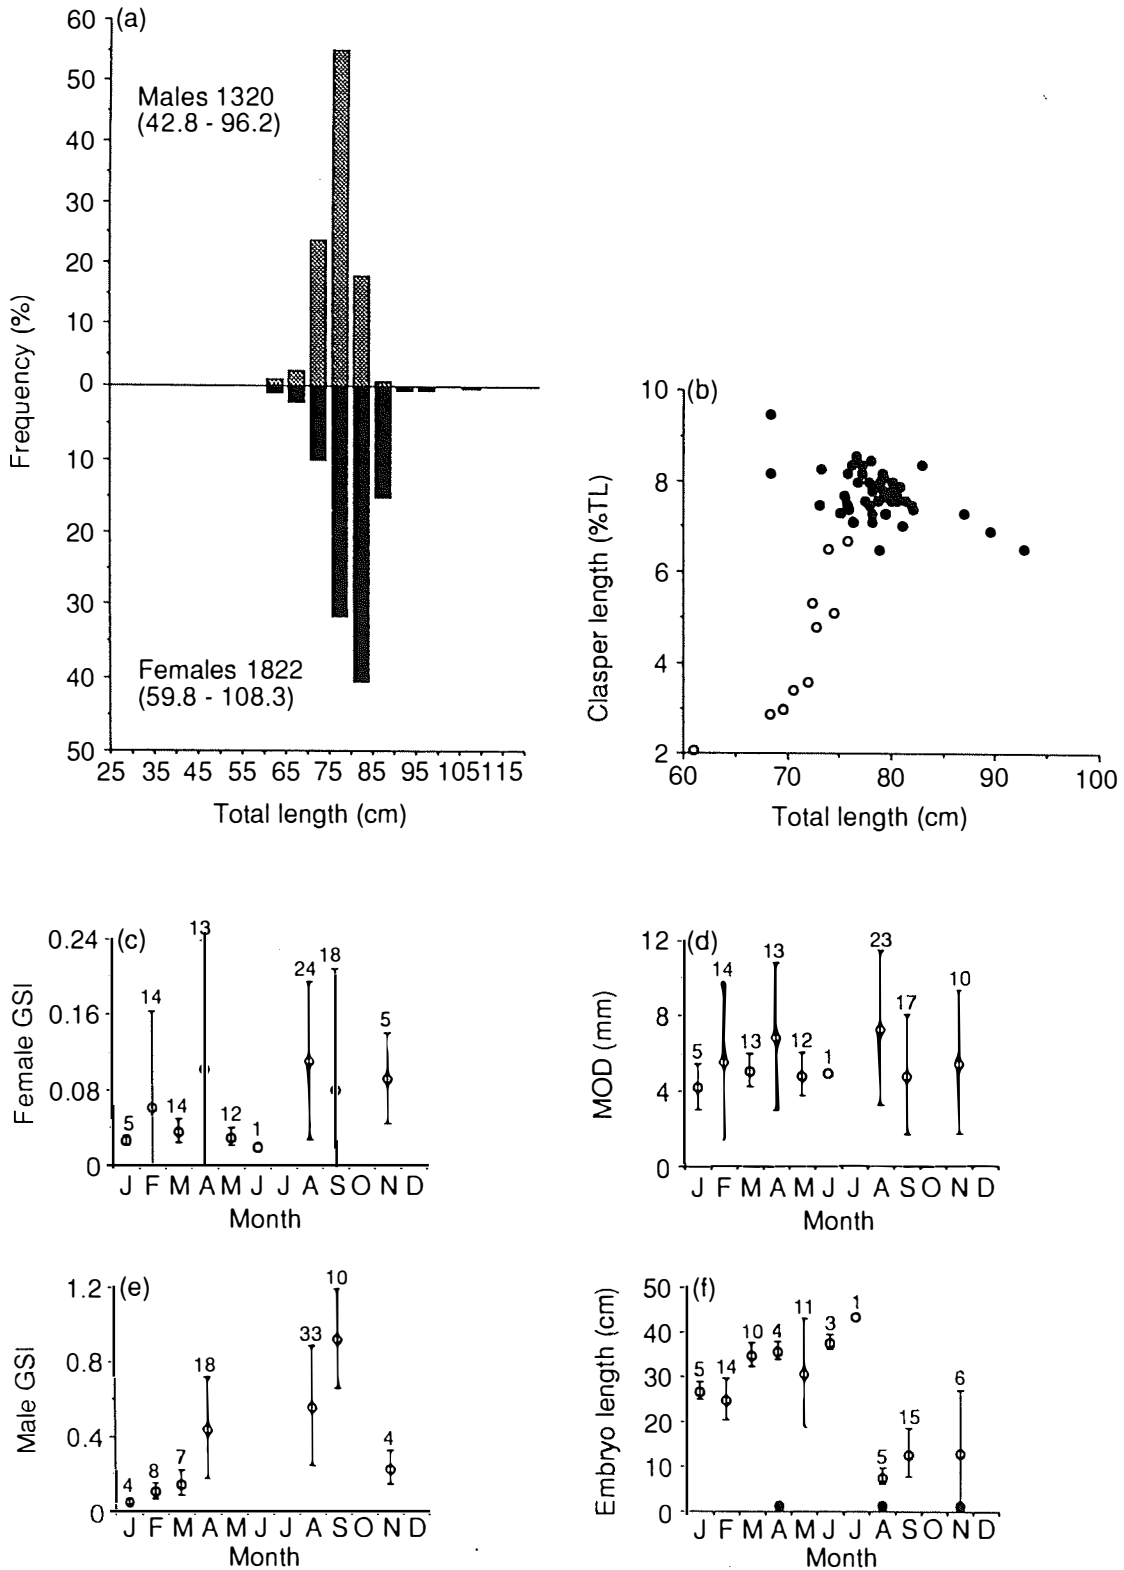 (a)
60
50
40
30
20
10
0
10
20
30
40
50
Frequency (%)
Males 1320
(42.8 - 96.2)
Females 1822
(59.8 - 108.3)
25 35 45 55 65 75 85 95 105 115
Total length (cm)
(b)
10
8
6
4
2
Clasper length (%TL)
60 70 80 90 100
Total length (cm)
(c)
0.24
0.16
0.08
0
Female GSI
5 14 14 13 12 1 24 18 5
J F M A M J J A S O N D
Month
(d)
12
8
4
0
MOD (mm)
5 14 13 13 12 1 23 17 10
J F M A M J J A S O N D
Month
(e)
1.2
0.8
0.4
0
Male GSI
4 8 7 18 33 10 4
J F M A M J J A S O N D
Month
(f)
50
40
30
20
10
0
Embryo length (cm)
5 14 10 4 11 3 1 5 15 6
J F M A M J J A S O N D
Month